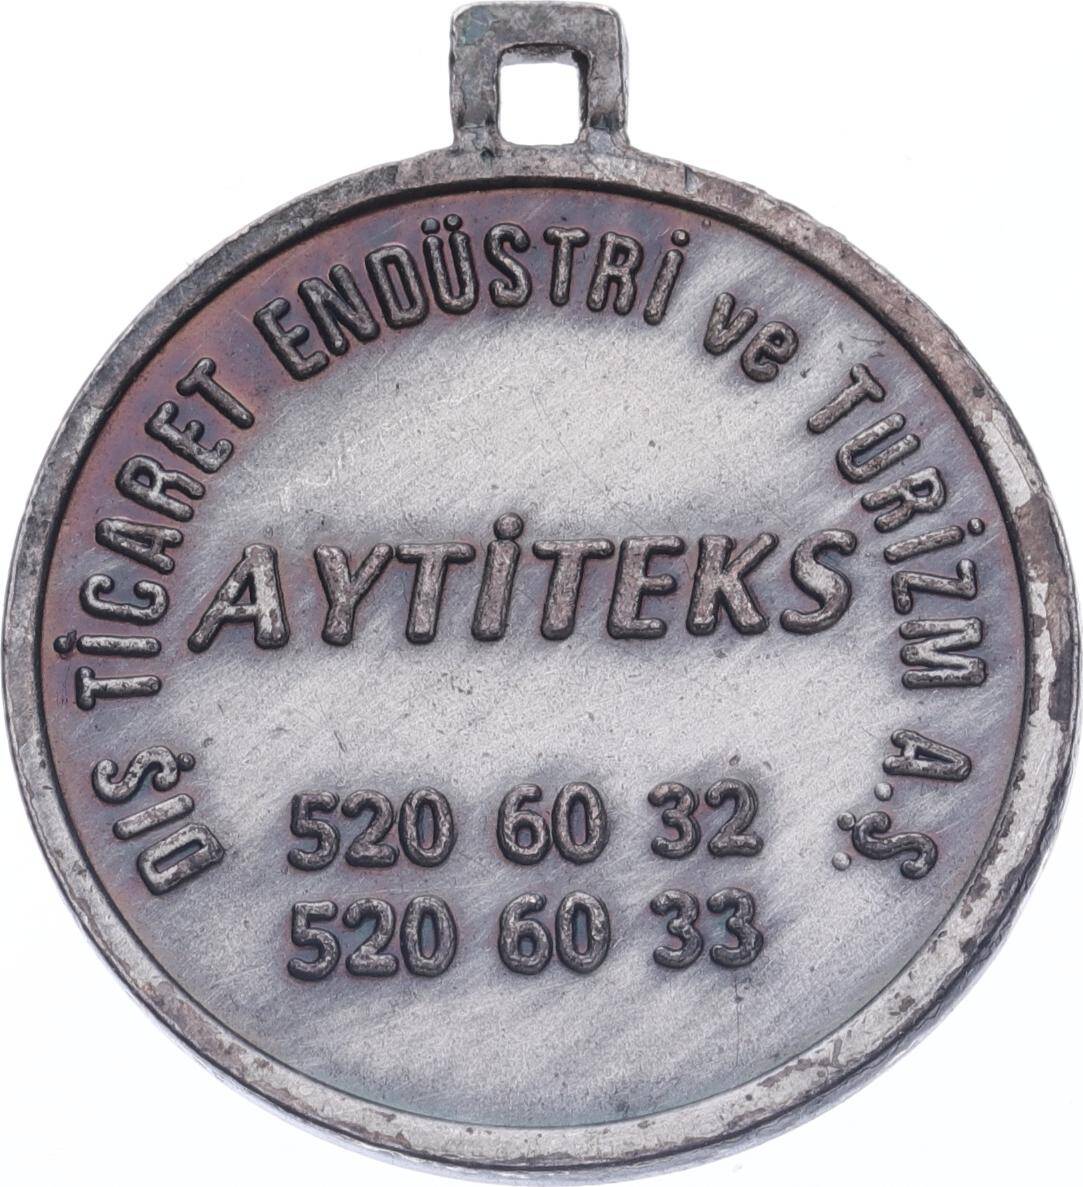 DIŞ TİCARET ENDÜSTRİ ve TURİZM A.Ş.
AYTİTEKS
520 60 32
520 60 33